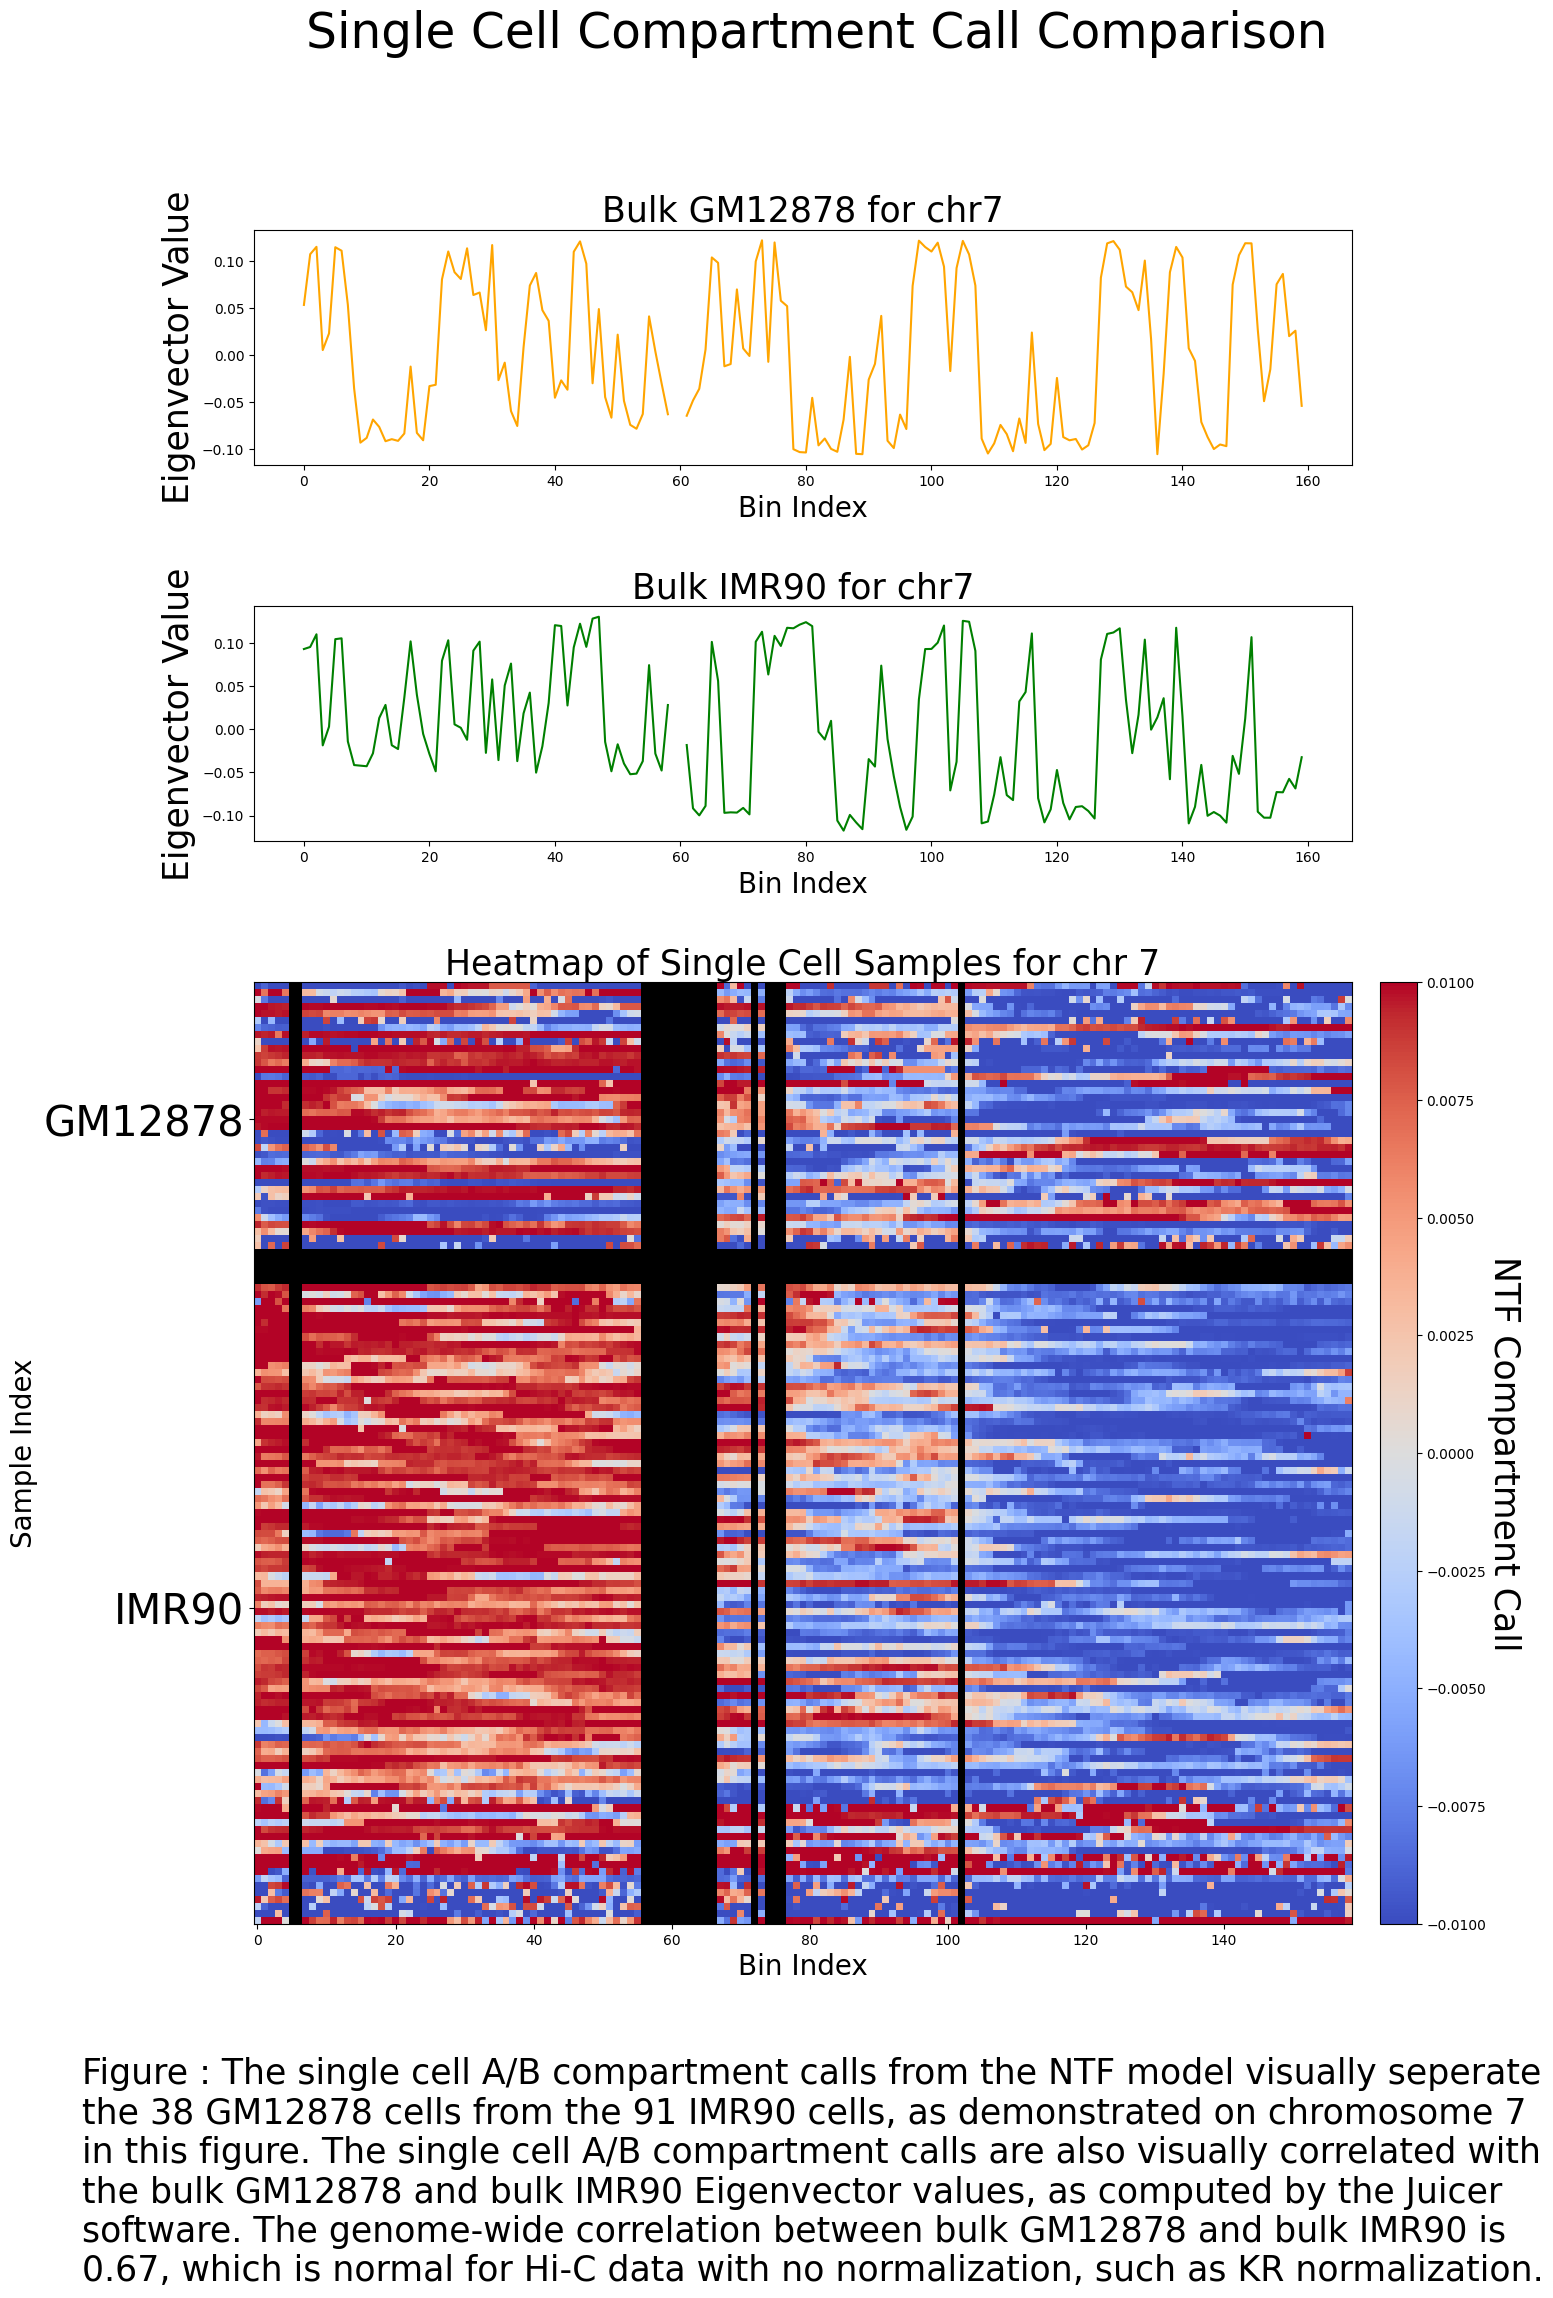 Single Cell Compartment Call Comparison
Bulk GM12878 for chr7
Eigenvector Value
0.10
0.05
0.00
−0.05
−0.10
0 20 40 60 80 100 120 140 160
Bin Index
Bulk IMR90 for chr7
Eigenvector Value
0.10
0.05
0.00
−0.05
−0.10
0 20 40 60 80 100 120 140 160
Bin Index
Heatmap of Single Cell Samples for chr 7
Sample Index
GM12878
IMR90
0 20 40 60 80 100 120 140
Bin Index
0.0100
0.0075
0.0050
0.0025
0.0000
−0.0025
−0.0050
−0.0075
−0.0100
NTF Compartment Call
Figure : The single cell A/B compartment calls from the NTF model visually seperate
the 38 GM12878 cells from the 91 IMR90 cells, as demonstrated on chromosome 7
in this figure. The single cell A/B compartment calls are also visually correlated with
the bulk GM12878 and bulk IMR90 Eigenvector values, as computed by the Juicer
software. The genome-wide correlation between bulk GM12878 and bulk IMR90 is
0.67, which is normal for Hi-C data with no normalization, such as KR normalization.